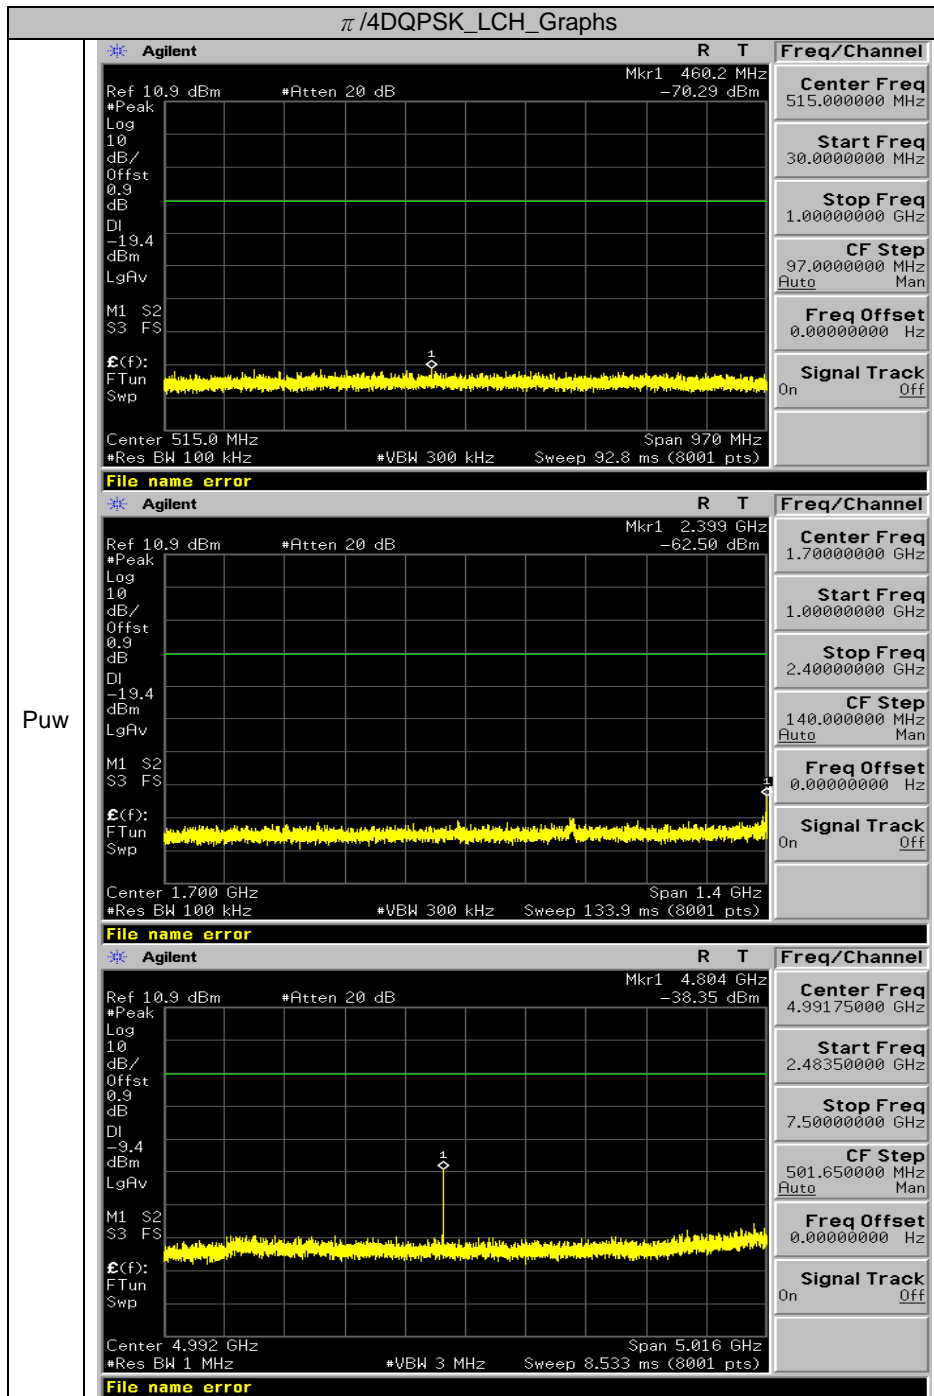 π/4DQPSK_LCH_Graphs
Puw
Agilent R T Freq/Channel
Mkr1 460.2 MHz
Ref 10.9 dBm #Atten 20 dB -70.29 dBm
#Peak
Log
10
dB/
Offst
0.9
dB
DI
-19.4
dBm
LgAv
M1 S2
S3 FS
£(f):
FTun
Swp
1
Center 515.0 MHz Span 970 MHz
#Res BW 100 kHz #VBW 300 kHz Sweep 92.8 ms (8001 pts)
File name error
Center Freq
515.000000 MHz
Start Freq
30.0000000 MHz
Stop Freq
1.00000000 GHz
CF Step
97.0000000 MHz
Auto Man
Freq Offset
0.00000000 Hz
Signal Track
On Off
Agilent R T Freq/Channel
Mkr1 2.399 GHz
Ref 10.9 dBm #Atten 20 dB -62.50 dBm
#Peak
Log
10
dB/
Offst
0.9
dB
DI
-19.4
dBm
LgAv
M1 S2
S3 FS
£(f):
FTun
Swp
1
Center 1.700 GHz Span 1.4 GHz
#Res BW 100 kHz #VBW 300 kHz Sweep 133.9 ms (8001 pts)
File name error
Center Freq
1.70000000 GHz
Start Freq
1.00000000 GHz
Stop Freq
2.40000000 GHz
CF Step
140.000000 MHz
Auto Man
Freq Offset
0.00000000 Hz
Signal Track
On Off
Agilent R T Freq/Channel
Mkr1 4.804 GHz
Ref 10.9 dBm #Atten 20 dB -38.35 dBm
#Peak
Log
10
dB/
Offst
0.9
dB
DI
-9.4
dBm
LgAv
M1 S2
S3 FS
£(f):
FTun
Swp
1
Center 4.992 GHz Span 5.016 GHz
#Res BW 1 MHz #VBW 3 MHz Sweep 8.533 ms (8001 pts)
File name error
Center Freq
4.99175000 GHz
Start Freq
2.48350000 GHz
Stop Freq
7.50000000 GHz
CF Step
501.650000 MHz
Auto Man
Freq Offset
0.00000000 Hz
Signal Track
On Off